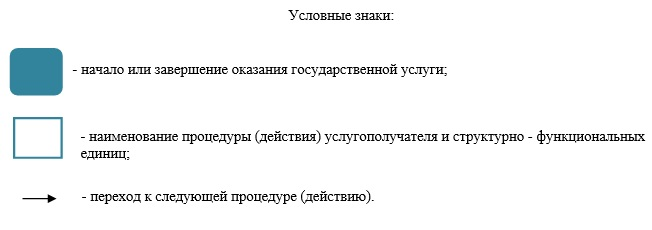 Условные знаки:
- начало или завершение оказания государственной услуги;
- наименование процедуры (действия) услугополучателя и структурно - функциональных
единиц;
- переход к следующей процедуре (действию).